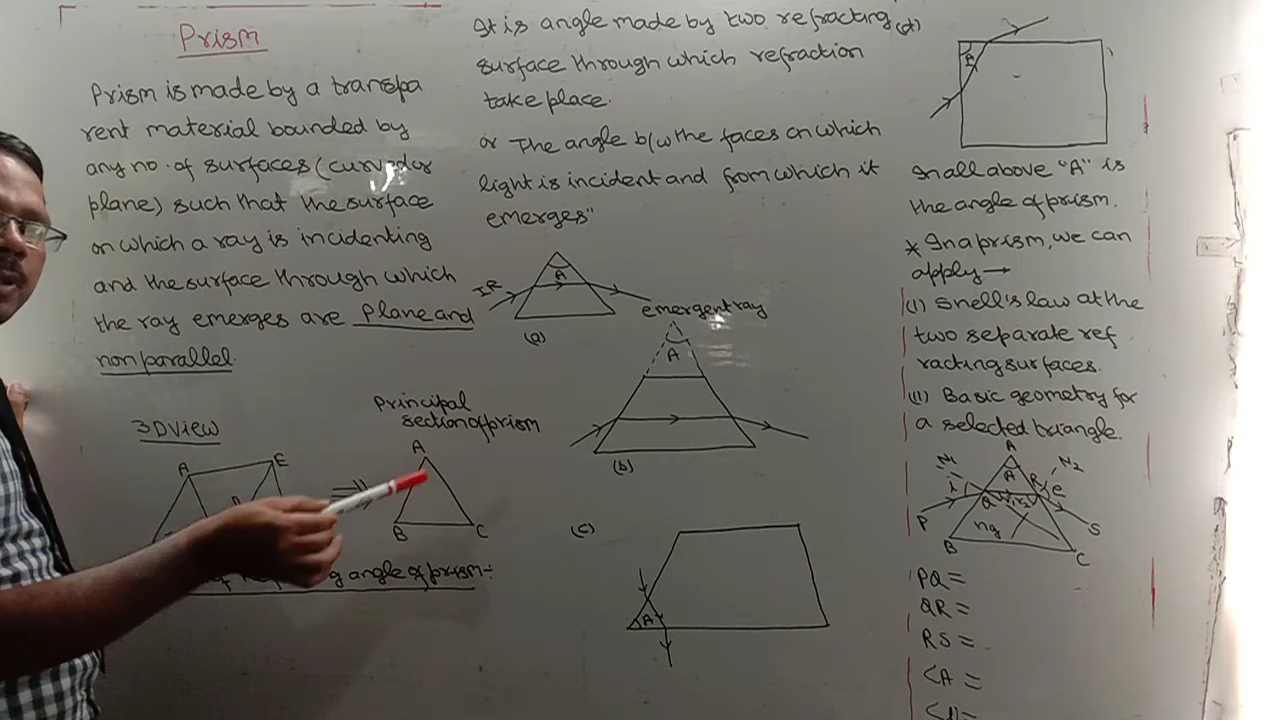 Prism
Prism is made by a transpa
rent material bounded by
any no. of surfaces (curved or
plane) such that the surface
on which a ray is incidenting
and the surface through which
the ray emerges are plane and
non parallel.
3D View
A E
Principal
section of prism
A
B C
angle of prism:-
It is angle made by two refracting
surface through which refraction
take place.
or The angle b/w the faces on which
light is incident and from which it
emerges"
IR
A
emergent ray
(a)
A
(b)
(c)
A
(d)
A
In all above "A" is
the angle of prism.
* In a prism, we can
apply →
(i) Snell's law at the
two separate ref
racting surfaces.
(ii) Basic geometry for
a selected triangle.
A
N1 N2
A
i Q R e
P S
ng
B C
PQ =
QR =
RS =
<A =